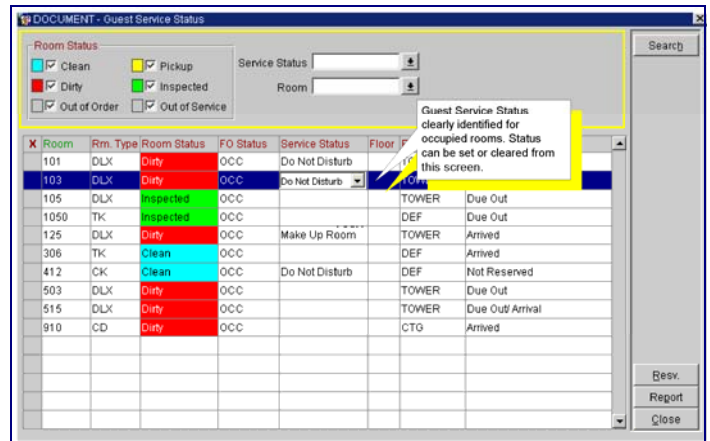 DOCUMENT - Guest Service Status
Room Status
Clean Pickup
Dirty Inspected
Out of Order Out of Service
Service Status
Room
Search
Guest Service Status
clearly identified for
occupied rooms. Status
can be set or cleared from
this screen.
X Room Rm. Type Room Status FO Status Service Status Floor
101 DLX Dirty OCC Do Not Disturb
103 DLX Dirty OCC Do Not Disturb
105 DLX Inspected OCC TOWER Due Out
1050 TK Inspected OCC DEF Due Out
125 DLX Dirty OCC Make Up Room TOWER Arrived
306 TK Clean OCC DEF Arrived
412 CK Clean OCC Do Not Disturb DEF Not Reserved
503 DLX Dirty OCC TOWER Due Out
515 DLX Dirty OCC TOWER Due Out/ Arrival
910 CD Dirty OCC CTG Arrived
Resv.
Report
Close